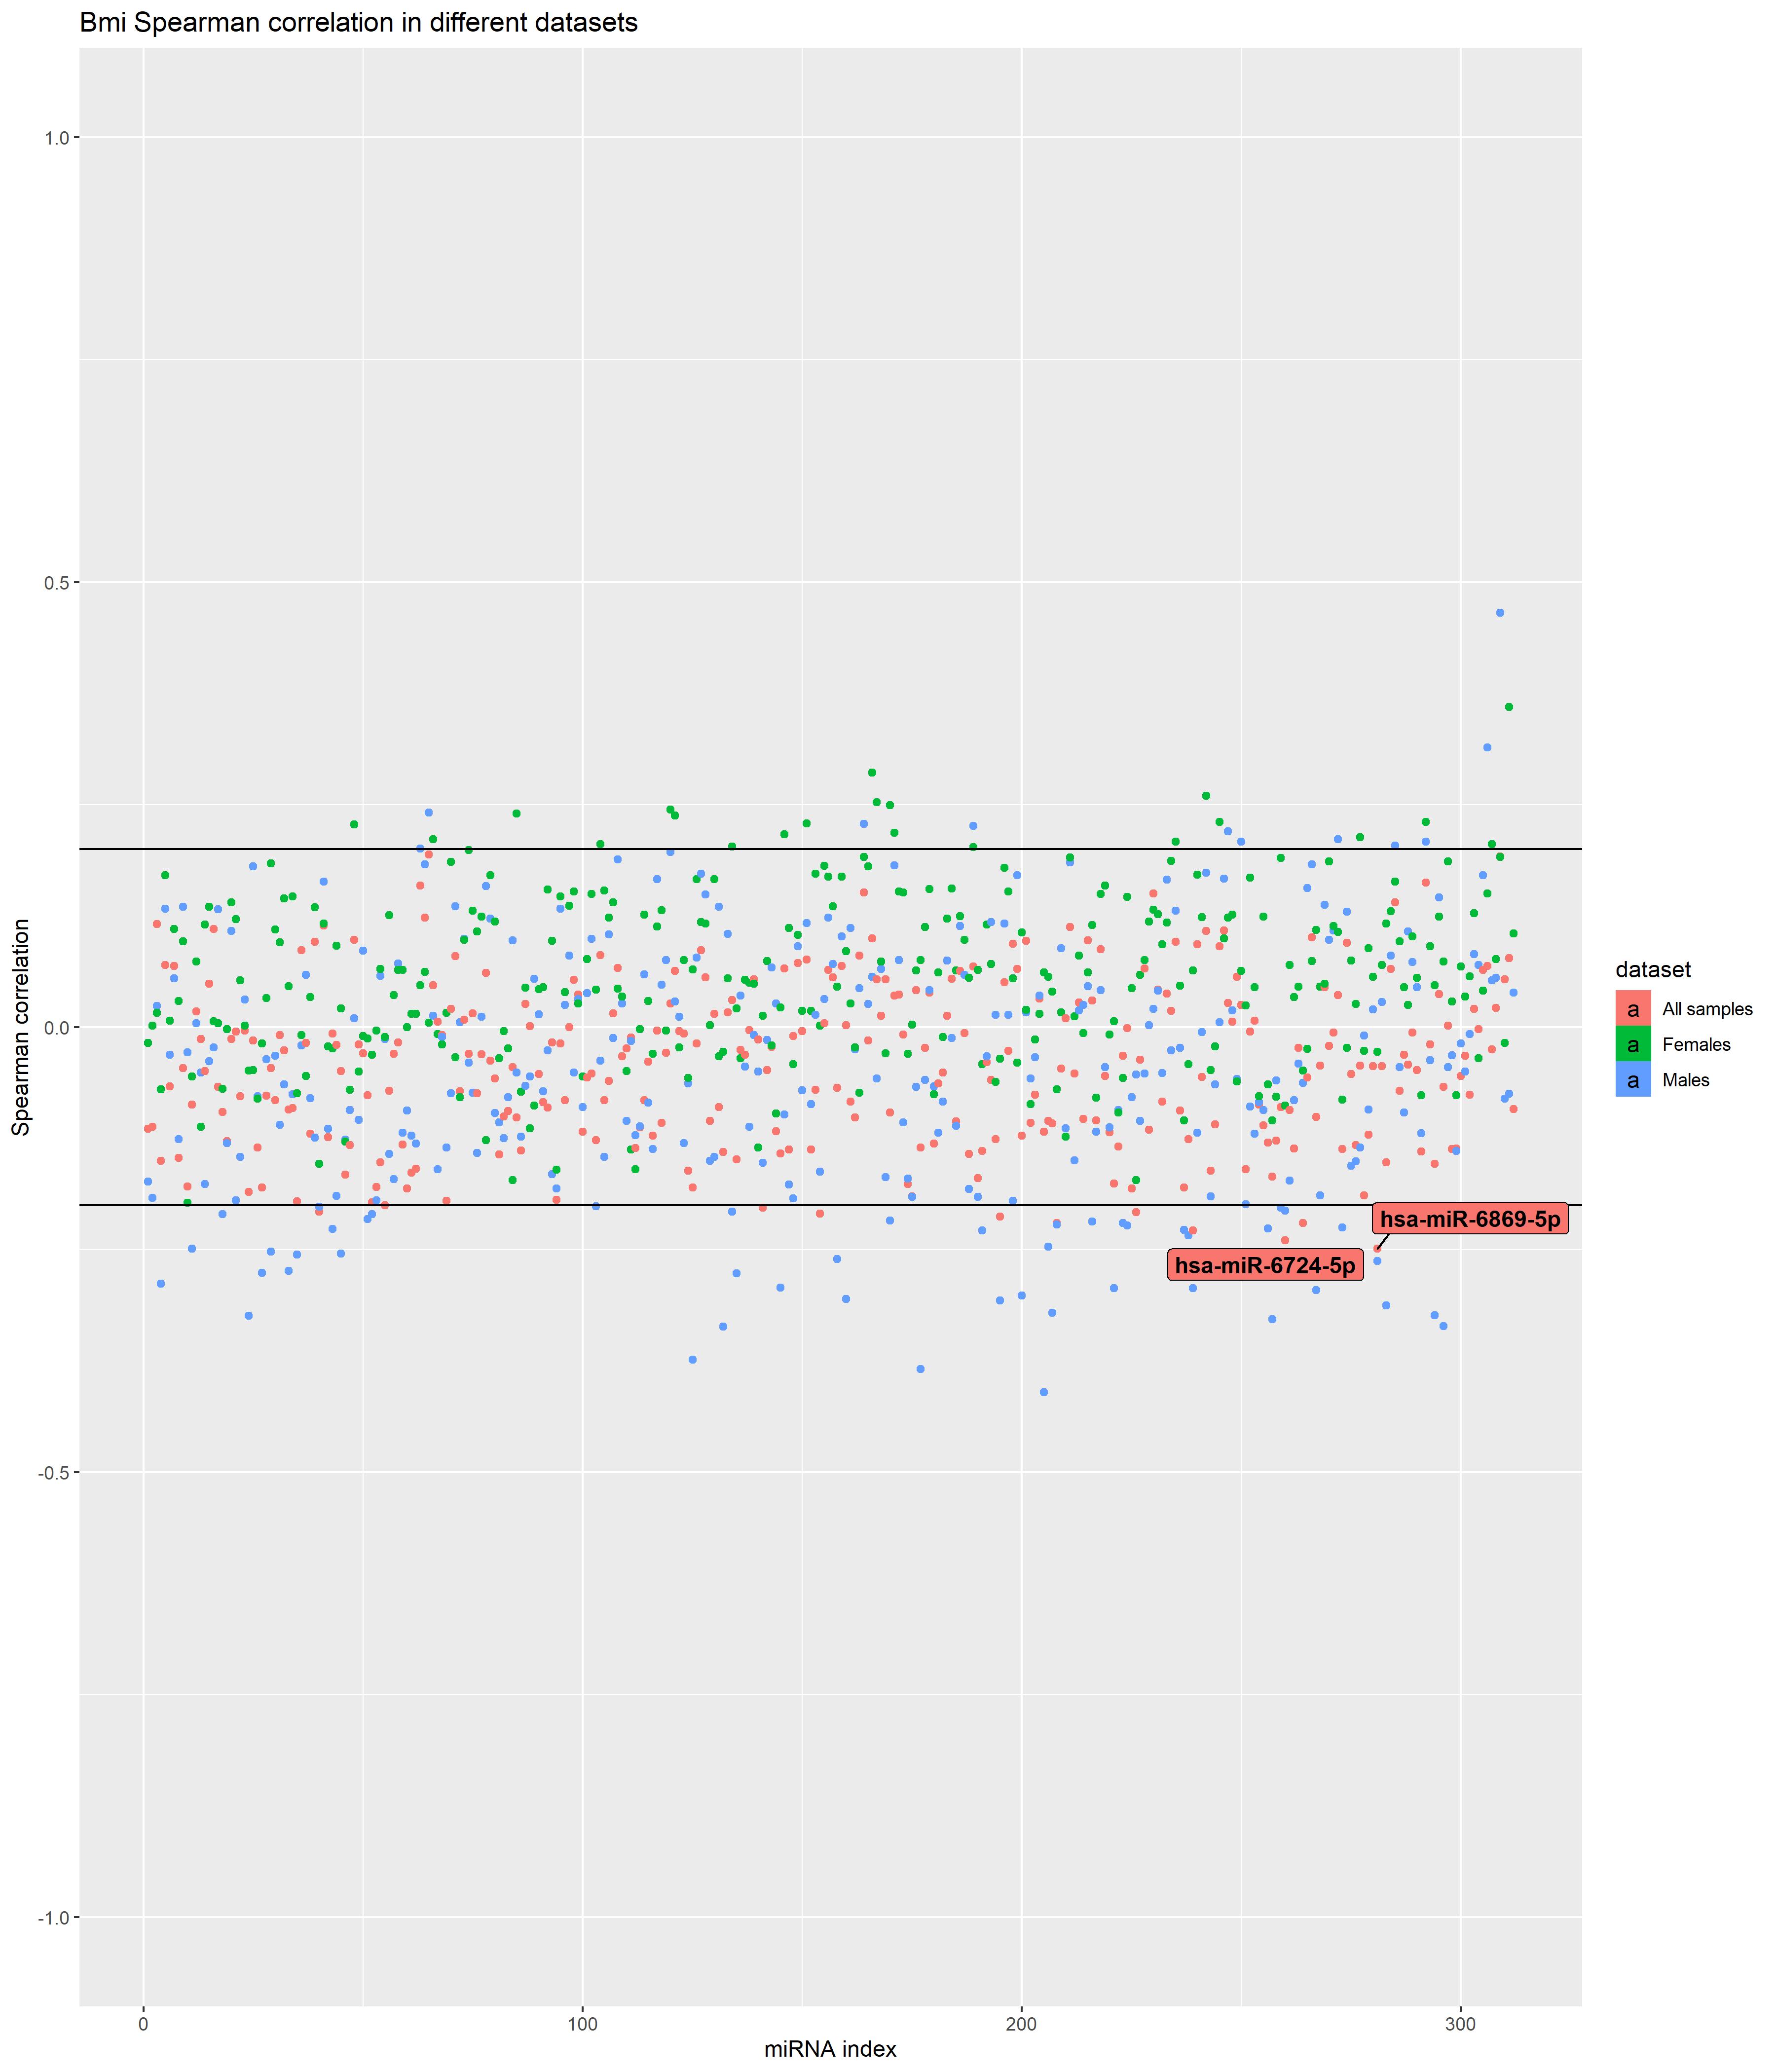 Bmi Spearman correlation in different datasets
1.0
0.5
0.0
-0.5
-1.0
Spearman correlation
hsa-miR-6869-5p
hsa-miR-6724-5p
0
100
200
300
miRNA index
dataset
a All samples
a Females
a Males